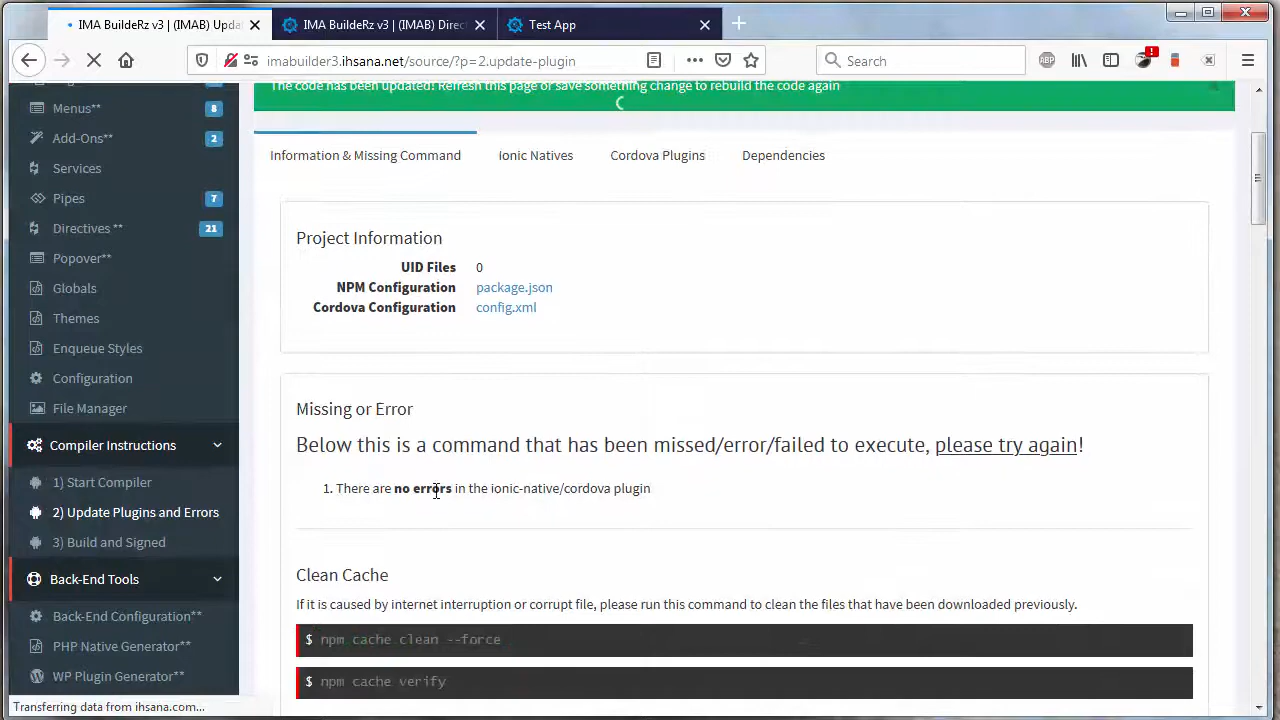 IMA BuildeRz v3 | (IMAB) Upda
IMA BuildeRz v3 | (IMAB) Direc
Test App
imabuilder3.ihsana.net/source/?p=2.update-plugin
Search
ABP
!
The code has been updated! Refresh this page or save something change to rebuild the code again
Menus** 8
Add-Ons** 2
Services
Pipes 7
Directives ** 21
Popover**
Globals
Themes
Enqueue Styles
Configuration
File Manager
Compiler Instructions
1) Start Compiler
2) Update Plugins and Errors
3) Build and Signed
Back-End Tools
Back-End Configuration**
PHP Native Generator**
WP Plugin Generator**
Information & Missing Command
Ionic Natives
Cordova Plugins
Dependencies
Project Information
UID Files 0
NPM Configuration package.json
Cordova Configuration config.xml
Missing or Error
Below this is a command that has been missed/error/failed to execute, please try again!
1. There are no errors in the ionic-native/cordova plugin
Clean Cache
If it is caused by internet interruption or corrupt file, please run this command to clean the files that have been downloaded previously.
$ npm cache clean --force
$ npm cache verify
Transferring data from ihsana.com...